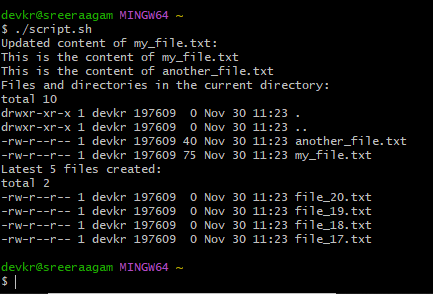 devkr@sreeraagam MINGW64 ~
$ ./script.sh
Updated content of my_file.txt:
This is the content of my_file.txt
This is the content of another_file.txt
Files and directories in the current directory:
total 10
drwxr-xr-x 1 devkr 197609  0 Nov 30 11:23 .
drwxr-xr-x 1 devkr 197609  0 Nov 30 11:23 ..
-rw-r--r-- 1 devkr 197609 40 Nov 30 11:23 another_file.txt
-rw-r--r-- 1 devkr 197609 75 Nov 30 11:23 my_file.txt
Latest 5 files created:
total 2
-rw-r--r-- 1 devkr 197609  0 Nov 30 11:23 file_20.txt
-rw-r--r-- 1 devkr 197609  0 Nov 30 11:23 file_19.txt
-rw-r--r-- 1 devkr 197609  0 Nov 30 11:23 file_18.txt
-rw-r--r-- 1 devkr 197609  0 Nov 30 11:23 file_17.txt
devkr@sreeraagam MINGW64 ~
$